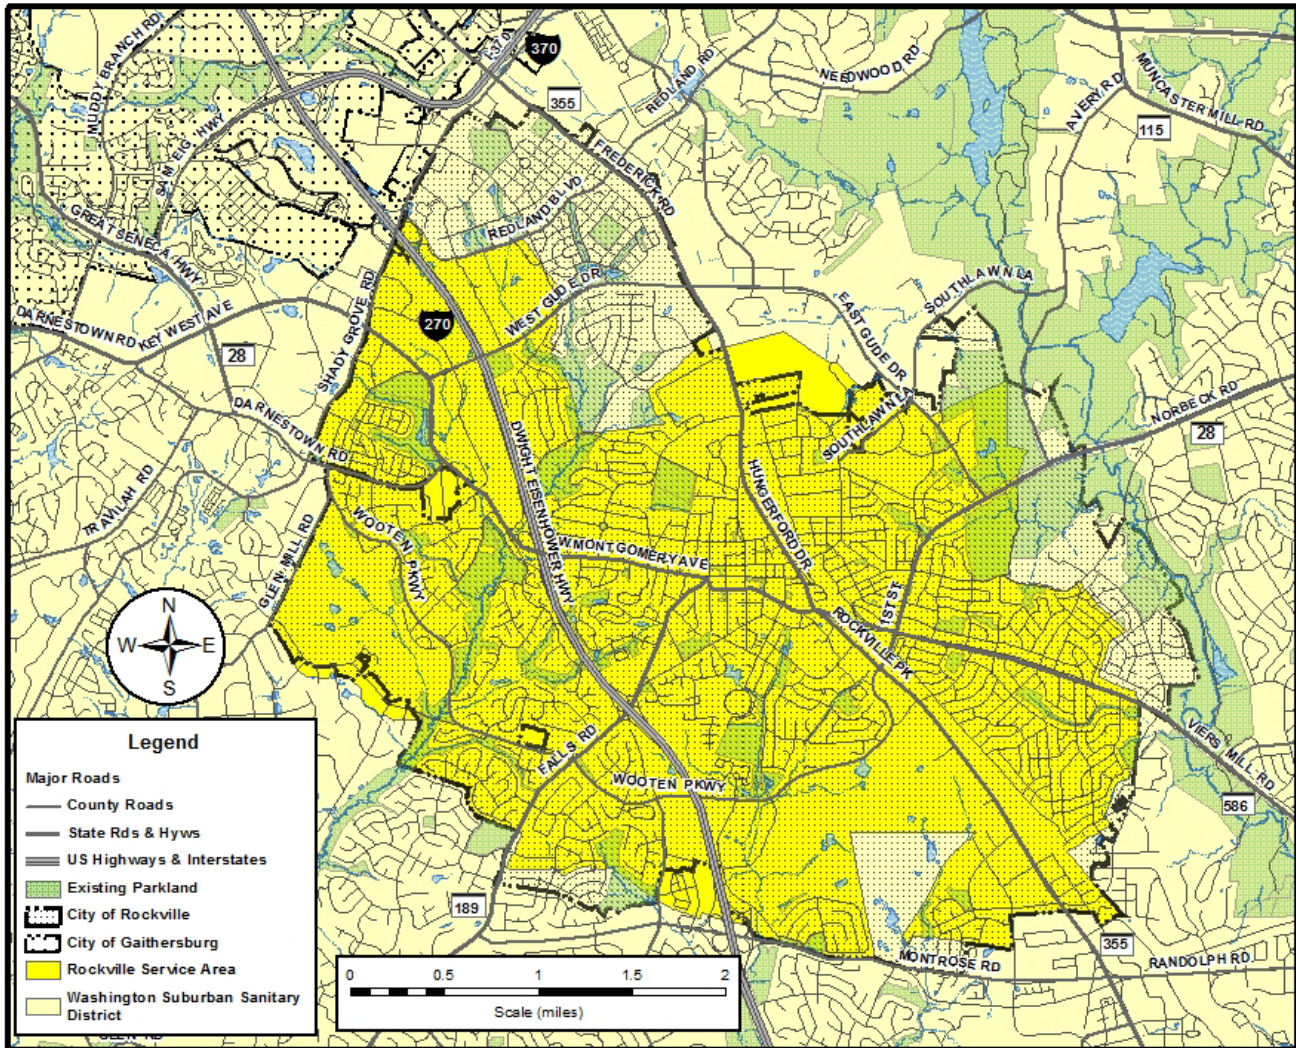 MUDDY BRANCH RD
I-370
370
355
REDLAND RD
NEEDWOOD RD
AVERY RD
MUNCASTER MILL RD
115
SAM EIG HWY
FREDERICK RD
REDLAND BLVD
GREAT SENECA HWY
SHADY GROVE RD
WEST GUDE DR
SOUTHLAWN LA
EAST GUDE DR
DARNESTOWN RD
KEY WEST AVE
270
28
DARNESTOWN RD
SOUTHLAWN LA
NORBECK RD
28
TRAVILAH RD
DWIGHT EISENHOWER HWY
HUNGERFORD DR
GLEN MILL RD
WOOTEN PKWY
W MONTGOMERY AVE
1ST ST
ROCKVILLE PK
N
W
E
S
FALLS RD
WOOTEN PKWY
VIERS MILL RD
586
189
MONTROSE RD
355
RANDOLPH RD
Legend
Major Roads
County Roads
State Rds & Hyws
US Highways & Interstates
Existing Parkland
City of Rockville
City of Gaithersburg
Rockville Service Area
Washington Suburban Sanitary
District
0 0.5 1 1.5 2
Scale (miles)